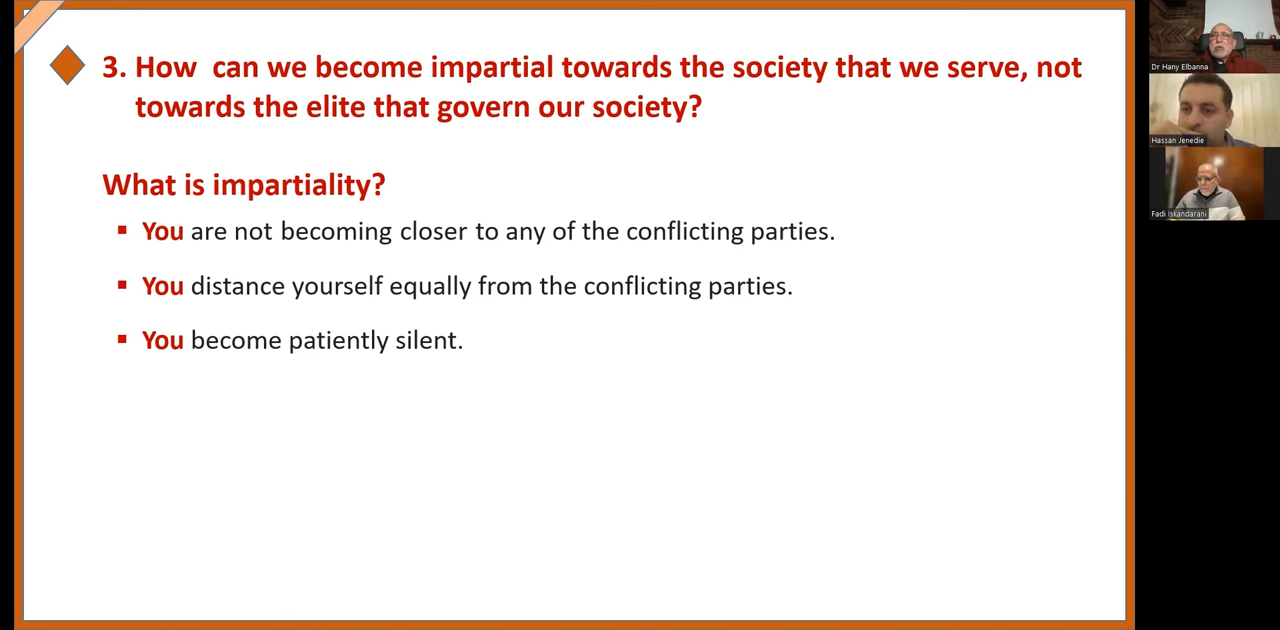 3. How can we become impartial towards the society that we serve, not
towards the elite that govern our society?
What is impartiality?
▪ You are not becoming closer to any of the conflicting parties.
▪ You distance yourself equally from the conflicting parties.
▪ You become patiently silent.
Dr Hany Elbanna
Hassan Jenedie
Fadi Iskandarani